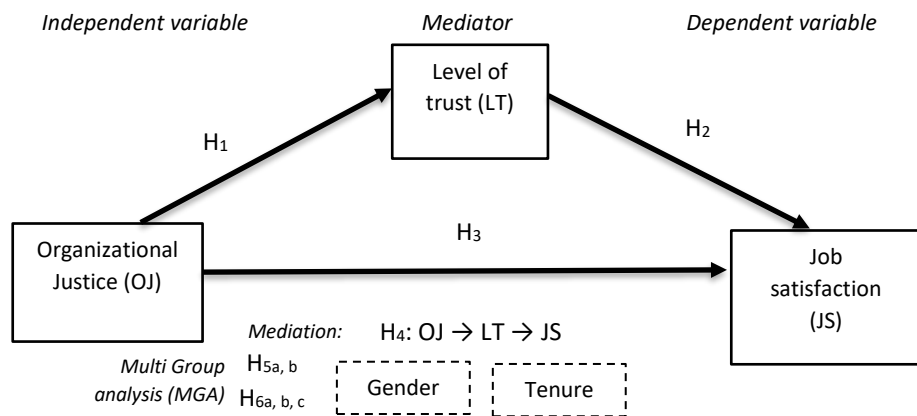 Independent variable
Mediator
Dependent variable
Level of
trust (LT)
H1
H2
H3
Organizational
Justice (OJ)
Job
satisfaction
(JS)
Mediation:
H4: OJ → LT → JS
Multi Group
analysis (MGA)
H5a, b
H6a, b, c
Gender
Tenure